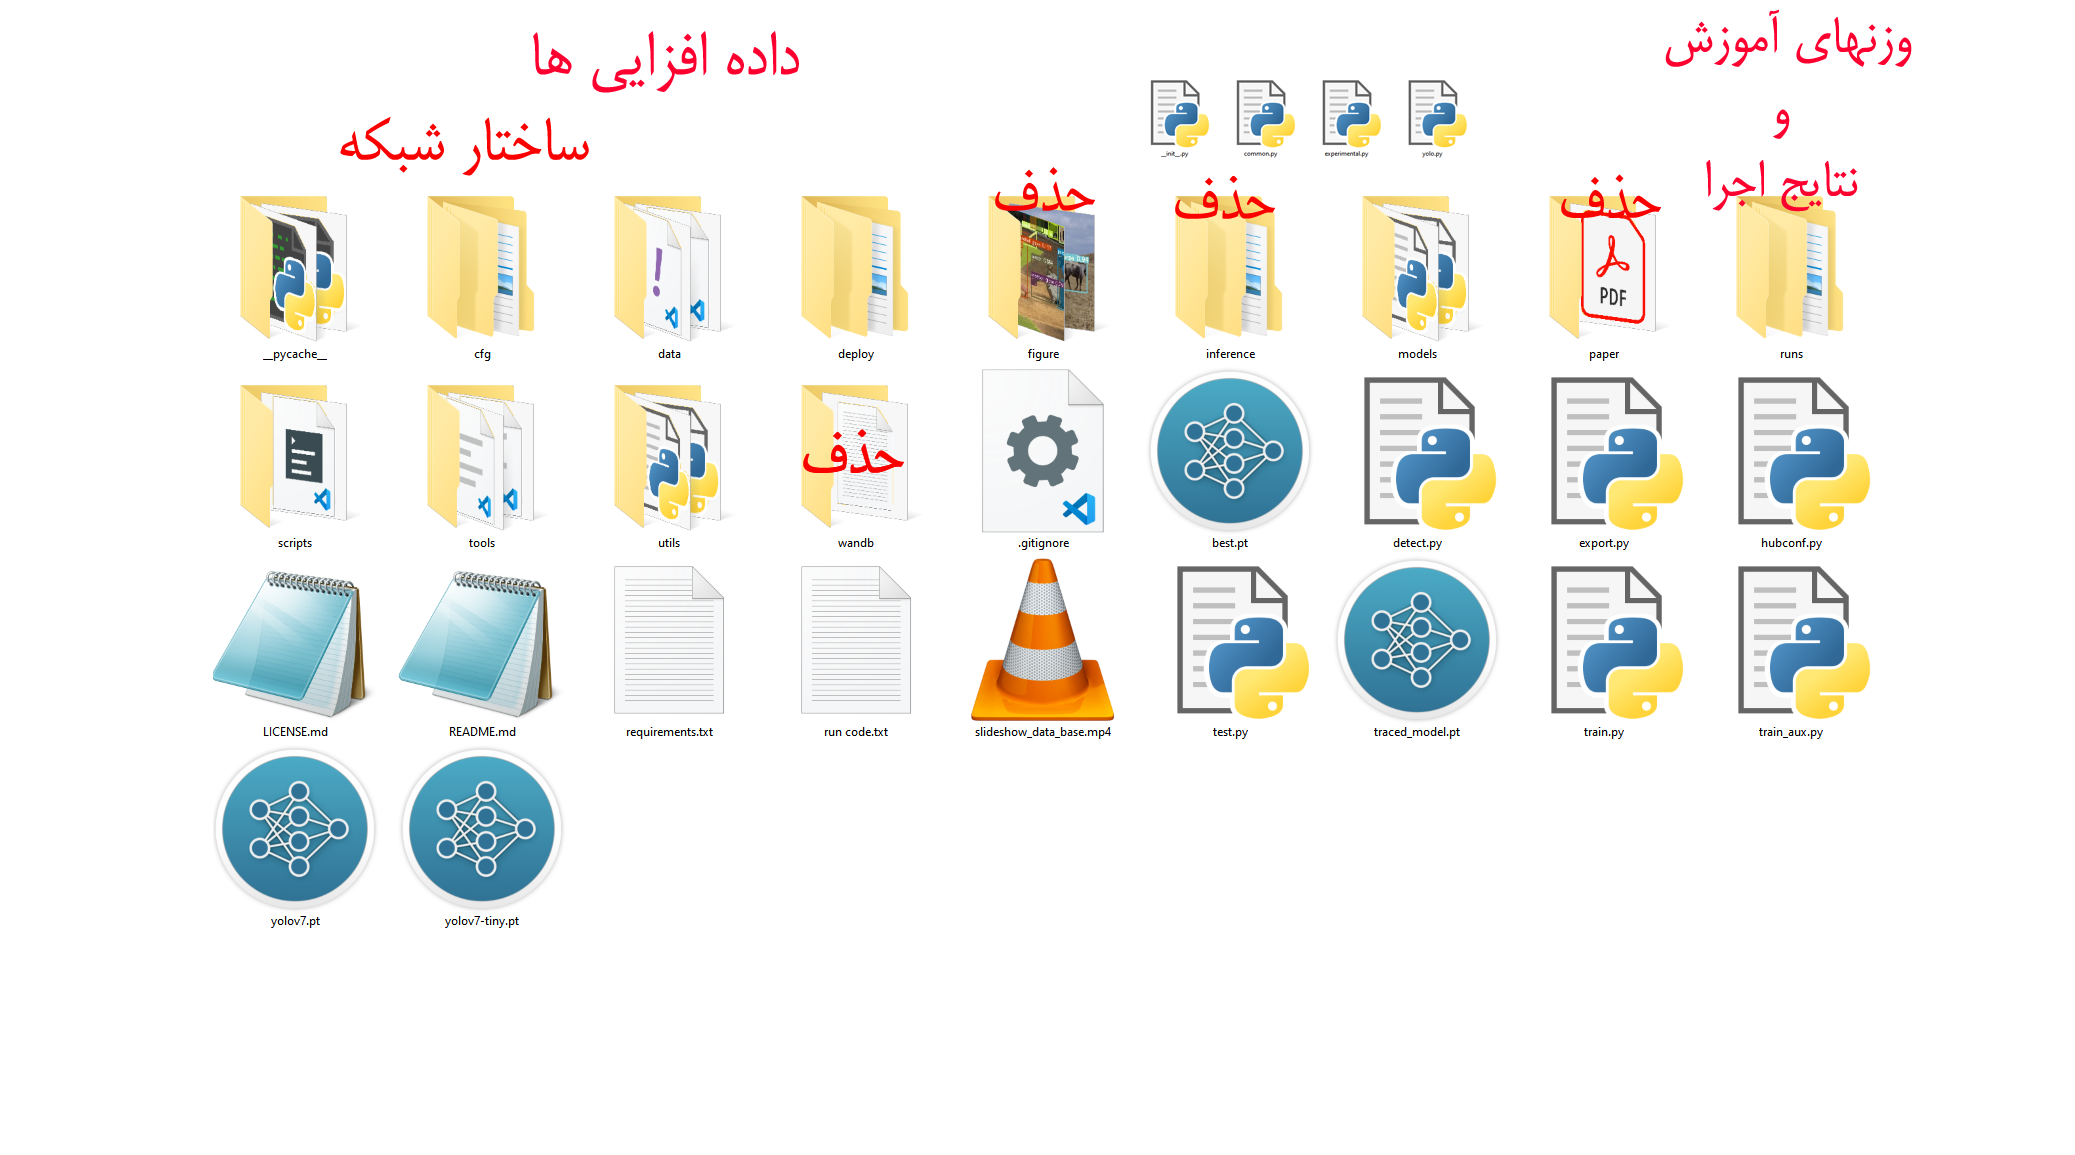 داده افزایی ها
وزنهای آموزش
و
نتایج اجرا
ساختار شبکه
__init__.py common.py experimental.py yolo.py
حذف حذف حذف
PDF
__pycache__ cfg data deploy figure inference models paper runs
حذف
scripts tools utils wandb .gitignore best.pt detect.py export.py hubconf.py
LICENSE.md README.md requirements.txt run code.txt slideshow_data_base.mp4 test.py traced_model.pt train.py train_aux.py
yolov7.pt yolov7-tiny.pt